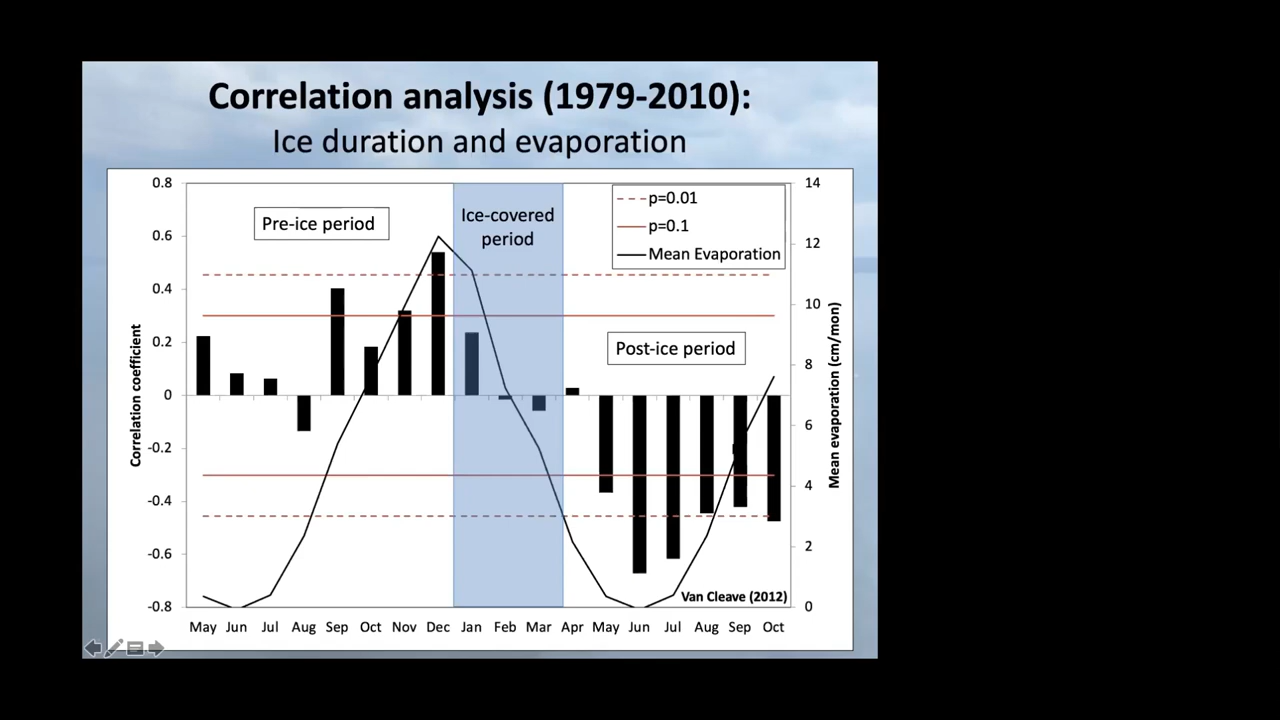 Correlation analysis (1979-2010):
Ice duration and evaporation
0.8
0.6
0.4
0.2
0
-0.2
-0.4
-0.6
-0.8
Correlation coefficient
Pre-ice period
Ice-covered
period
p=0.01
p=0.1
Mean Evaporation
Post-ice period
Van Cleave (2012)
14
12
10
8
6
4
2
0
Mean evaporation (cm/mon)
May Jun Jul Aug Sep Oct Nov Dec Jan Feb Mar Apr May Jun Jul Aug Sep Oct